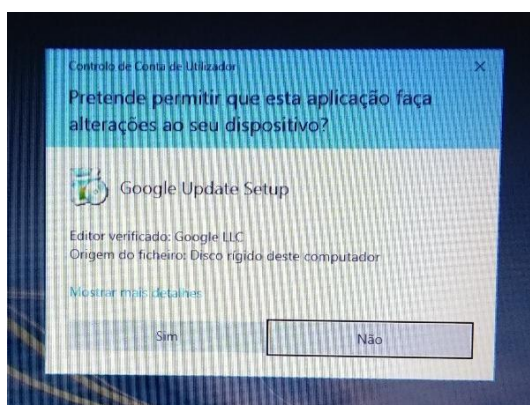 Controlo de Conta de Utilizador
Pretende permitir que esta aplicação faça
alterações ao seu dispositivo?
Google Update Setup
Editor verificado: Google LLC
Origem do ficheiro: Disco rígido deste computador
Mostrar mais detalhes
Sim
Não